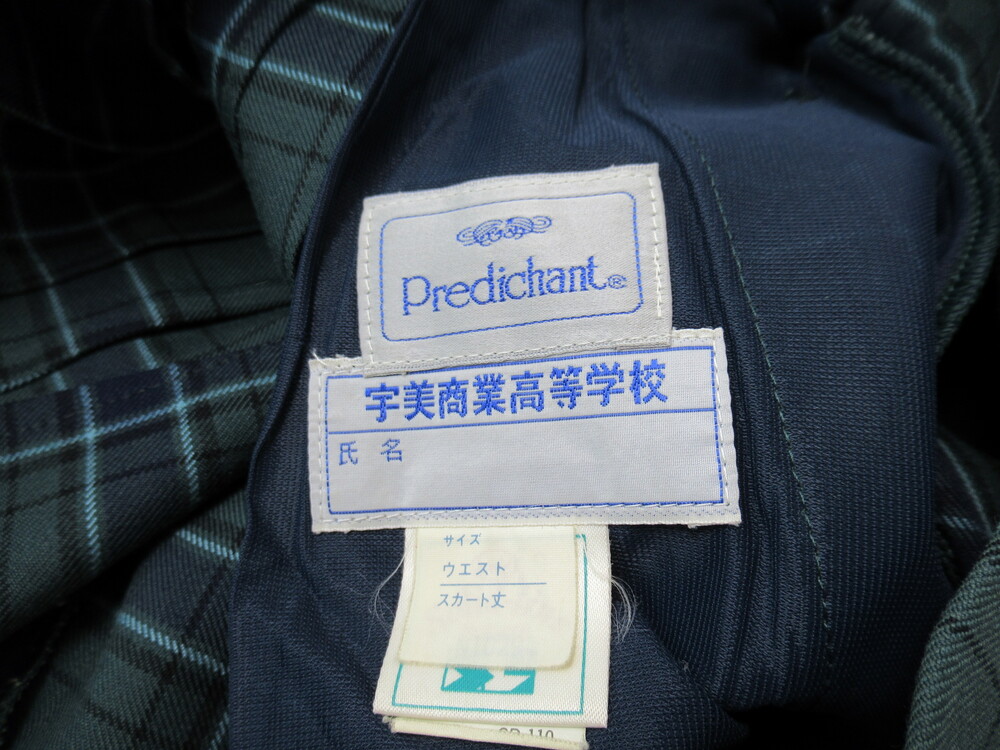 Predichant®
宇美商業高等学校
氏名
サイズ
ウエスト
スカート丈